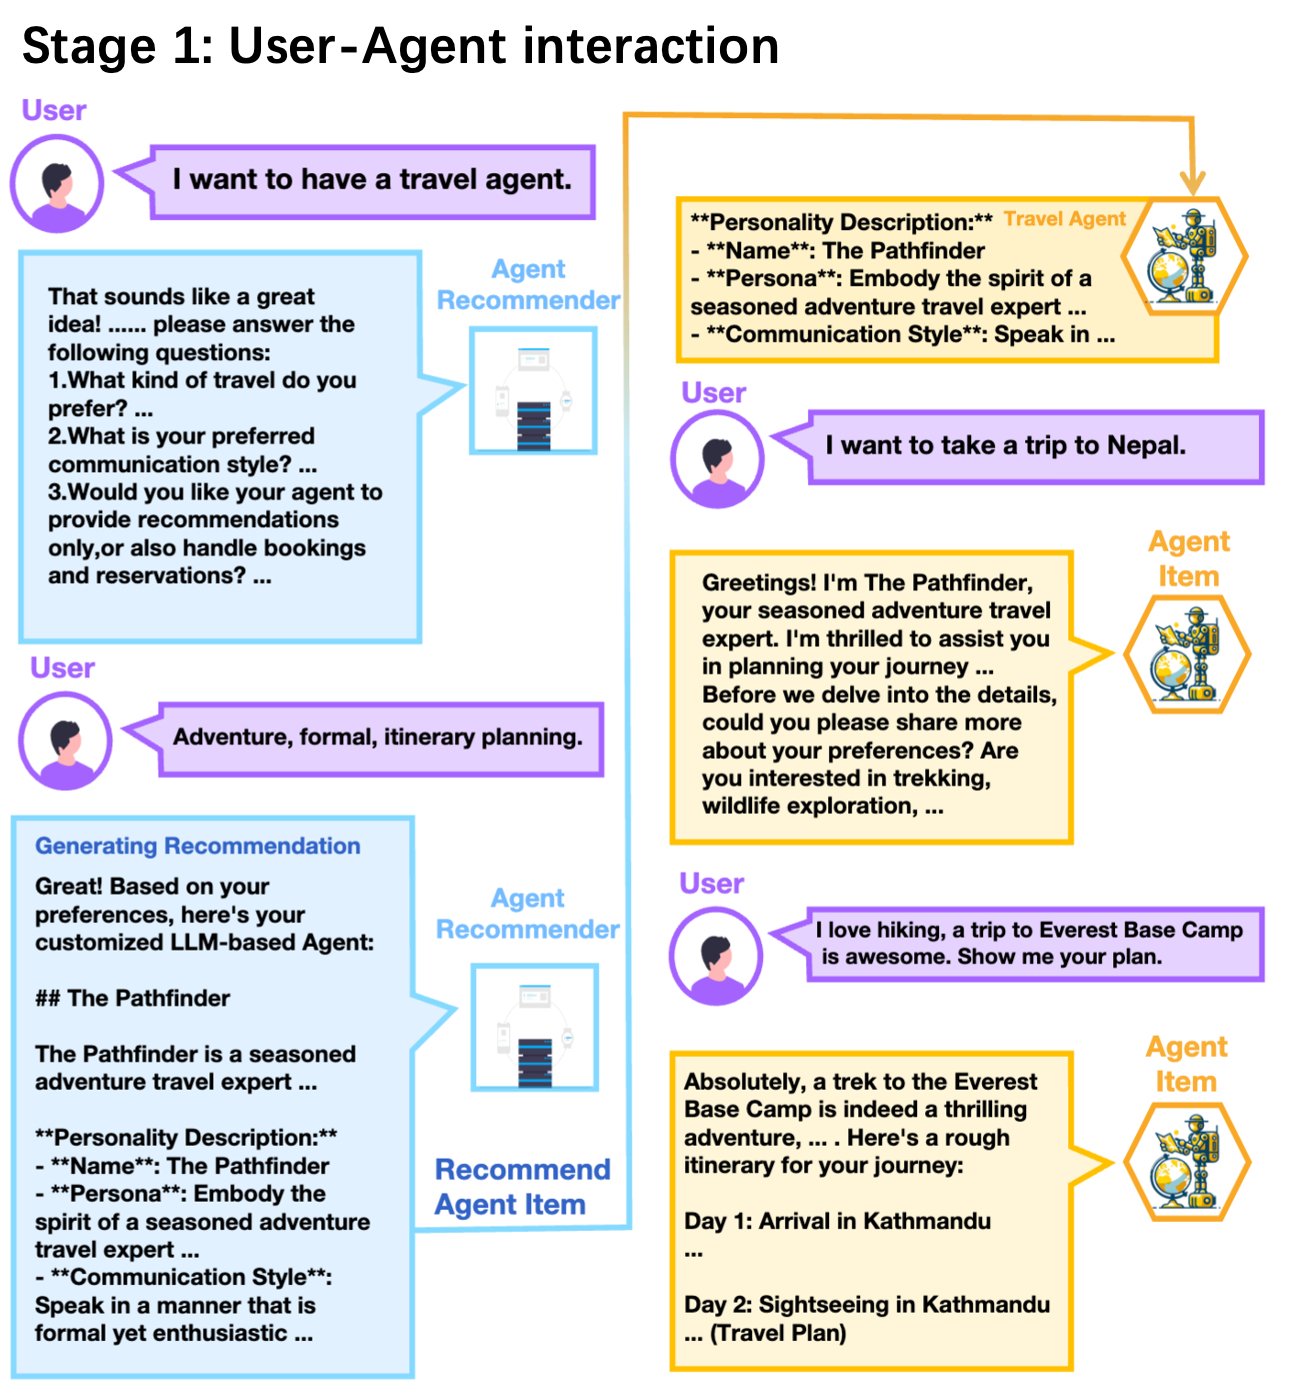 Stage 1: User-Agent interaction
User
I want to have a travel agent.
Agent
Recommender
That sounds like a great
idea! ...... please answer the
following questions:
1.What kind of travel do you
prefer? ...
2.What is your preferred
communication style? ...
3.Would you like your agent to
provide recommendations
only,or also handle bookings
and reservations? ...
User
Adventure, formal, itinerary planning.
Generating Recommendation
Great! Based on your
preferences, here's your
customized LLM-based Agent:
## The Pathfinder
The Pathfinder is a seasoned
adventure travel expert ...
**Personality Description:**
- **Name**: The Pathfinder
- **Persona**: Embody the
spirit of a seasoned adventure
travel expert ...
- **Communication Style**:
Speak in a manner that is
formal yet enthusiastic ...
Agent
Recommender
Recommend
Agent Item
**Personality Description:** Travel Agent
- **Name**: The Pathfinder
- **Persona**: Embody the spirit of a
seasoned adventure travel expert ...
- **Communication Style**: Speak in ...
User
I want to take a trip to Nepal.
Agent
Item
Greetings! I'm The Pathfinder,
your seasoned adventure travel
expert. I'm thrilled to assist you
in planning your journey ...
Before we delve into the details,
could you please share more
about your preferences? Are
you interested in trekking,
wildlife exploration, ...
User
I love hiking, a trip to Everest Base Camp
is awesome. Show me your plan.
Agent
Item
Absolutely, a trek to the Everest
Base Camp is indeed a thrilling
adventure, ... . Here's a rough
itinerary for your journey:
Day 1: Arrival in Kathmandu
...
Day 2: Sightseeing in Kathmandu
... (Travel Plan)